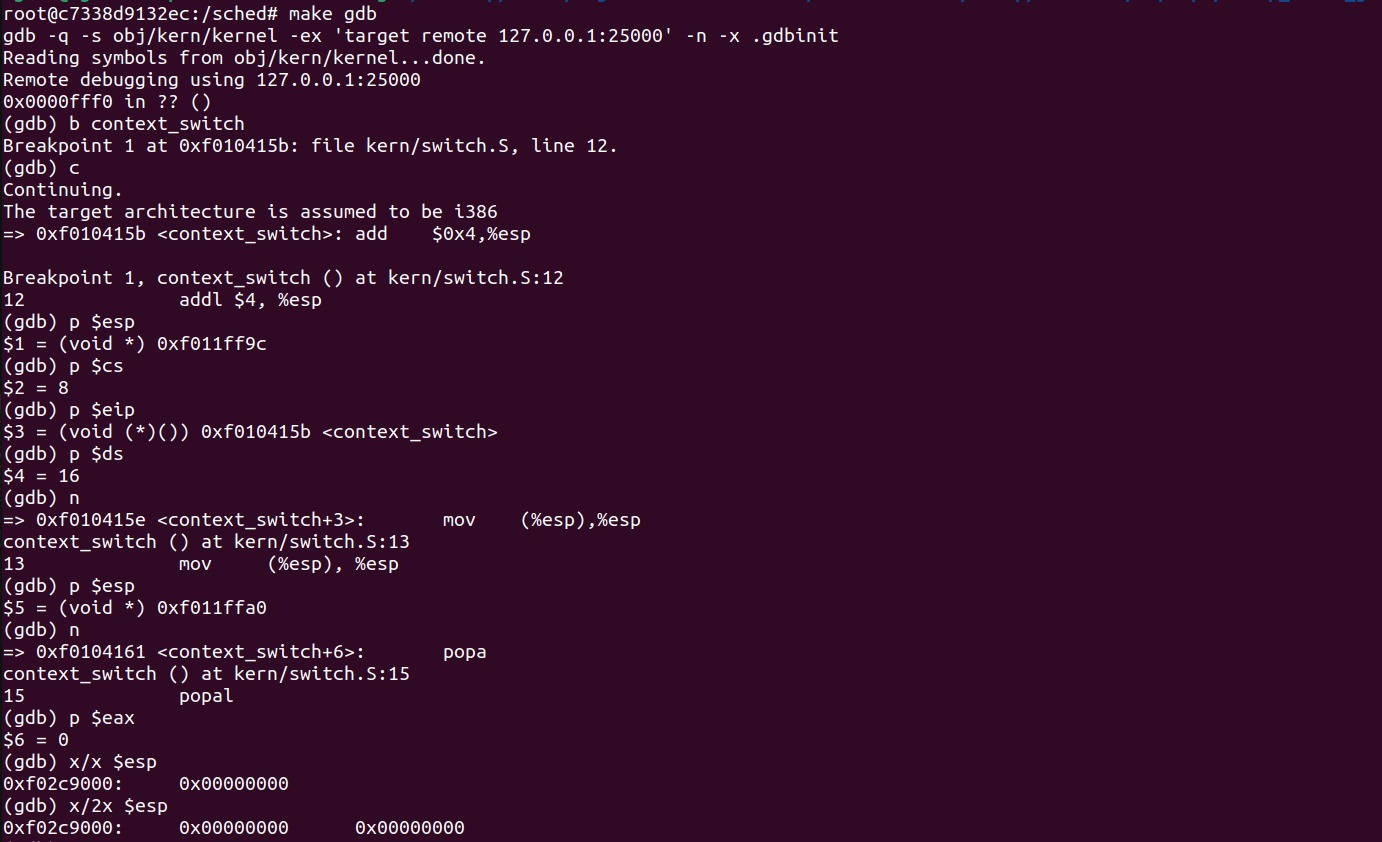 root@c7338d9132ec:/sched# make gdb
gdb -q -s obj/kern/kernel -ex 'target remote 127.0.0.1:25000' -n -x .gdbinit
Reading symbols from obj/kern/kernel...done.
Remote debugging using 127.0.0.1:25000
0x0000fff0 in ?? ()
(gdb) b context_switch
Breakpoint 1 at 0xf010415b: file kern/switch.S, line 12.
(gdb) c
Continuing.
The target architecture is assumed to be i386
=> 0xf010415b <context_switch>: add    $0x4,%esp
Breakpoint 1, context_switch () at kern/switch.S:12
12              addl $4, %esp
(gdb) p $esp
$1 = (void *) 0xf011ff9c
(gdb) p $cs
$2 = 8
(gdb) p $eip
$3 = (void (*)()) 0xf010415b <context_switch>
(gdb) p $ds
$4 = 16
(gdb) n
=> 0xf010415e <context_switch+3>:       mov    (%esp),%esp
context_switch () at kern/switch.S:13
13              mov     (%esp), %esp
(gdb) p $esp
$5 = (void *) 0xf011ffa0
(gdb) n
=> 0xf0104161 <context_switch+6>:       popa
context_switch () at kern/switch.S:15
15              popal
(gdb) p $eax
$6 = 0
(gdb) x/x $esp
0xf02c9000:     0x00000000
(gdb) x/2x $esp
0xf02c9000:     0x00000000      0x00000000